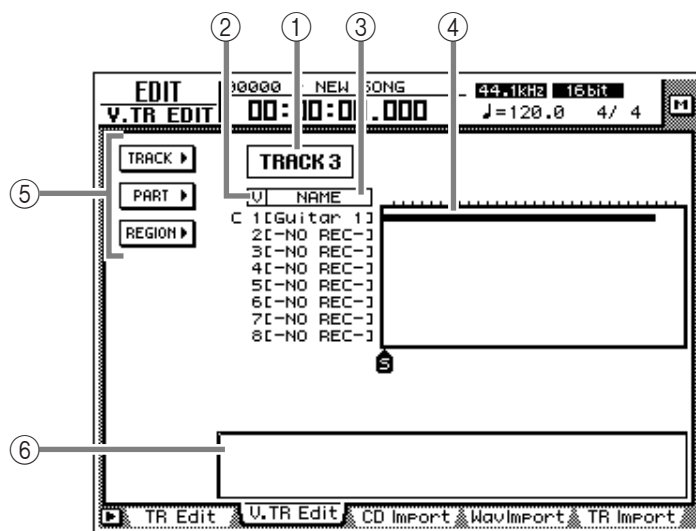 ② ① ③ ④
EDIT
V.TR EDIT
NEW SONG
44.1kHz 16bit
♩=120.0 4/ 4
M
⑤
TRACK ▶
PART ▶
REGION ▶
TRACK 3
V NAME
C 1[Guitar 1]
2[-NO REC-]
3[-NO REC-]
4[-NO REC-]
5[-NO REC-]
6[-NO REC-]
7[-NO REC-]
8[-NO REC-]
S
⑥
TR Edit V.TR Edit CD Import WavImport TR Import